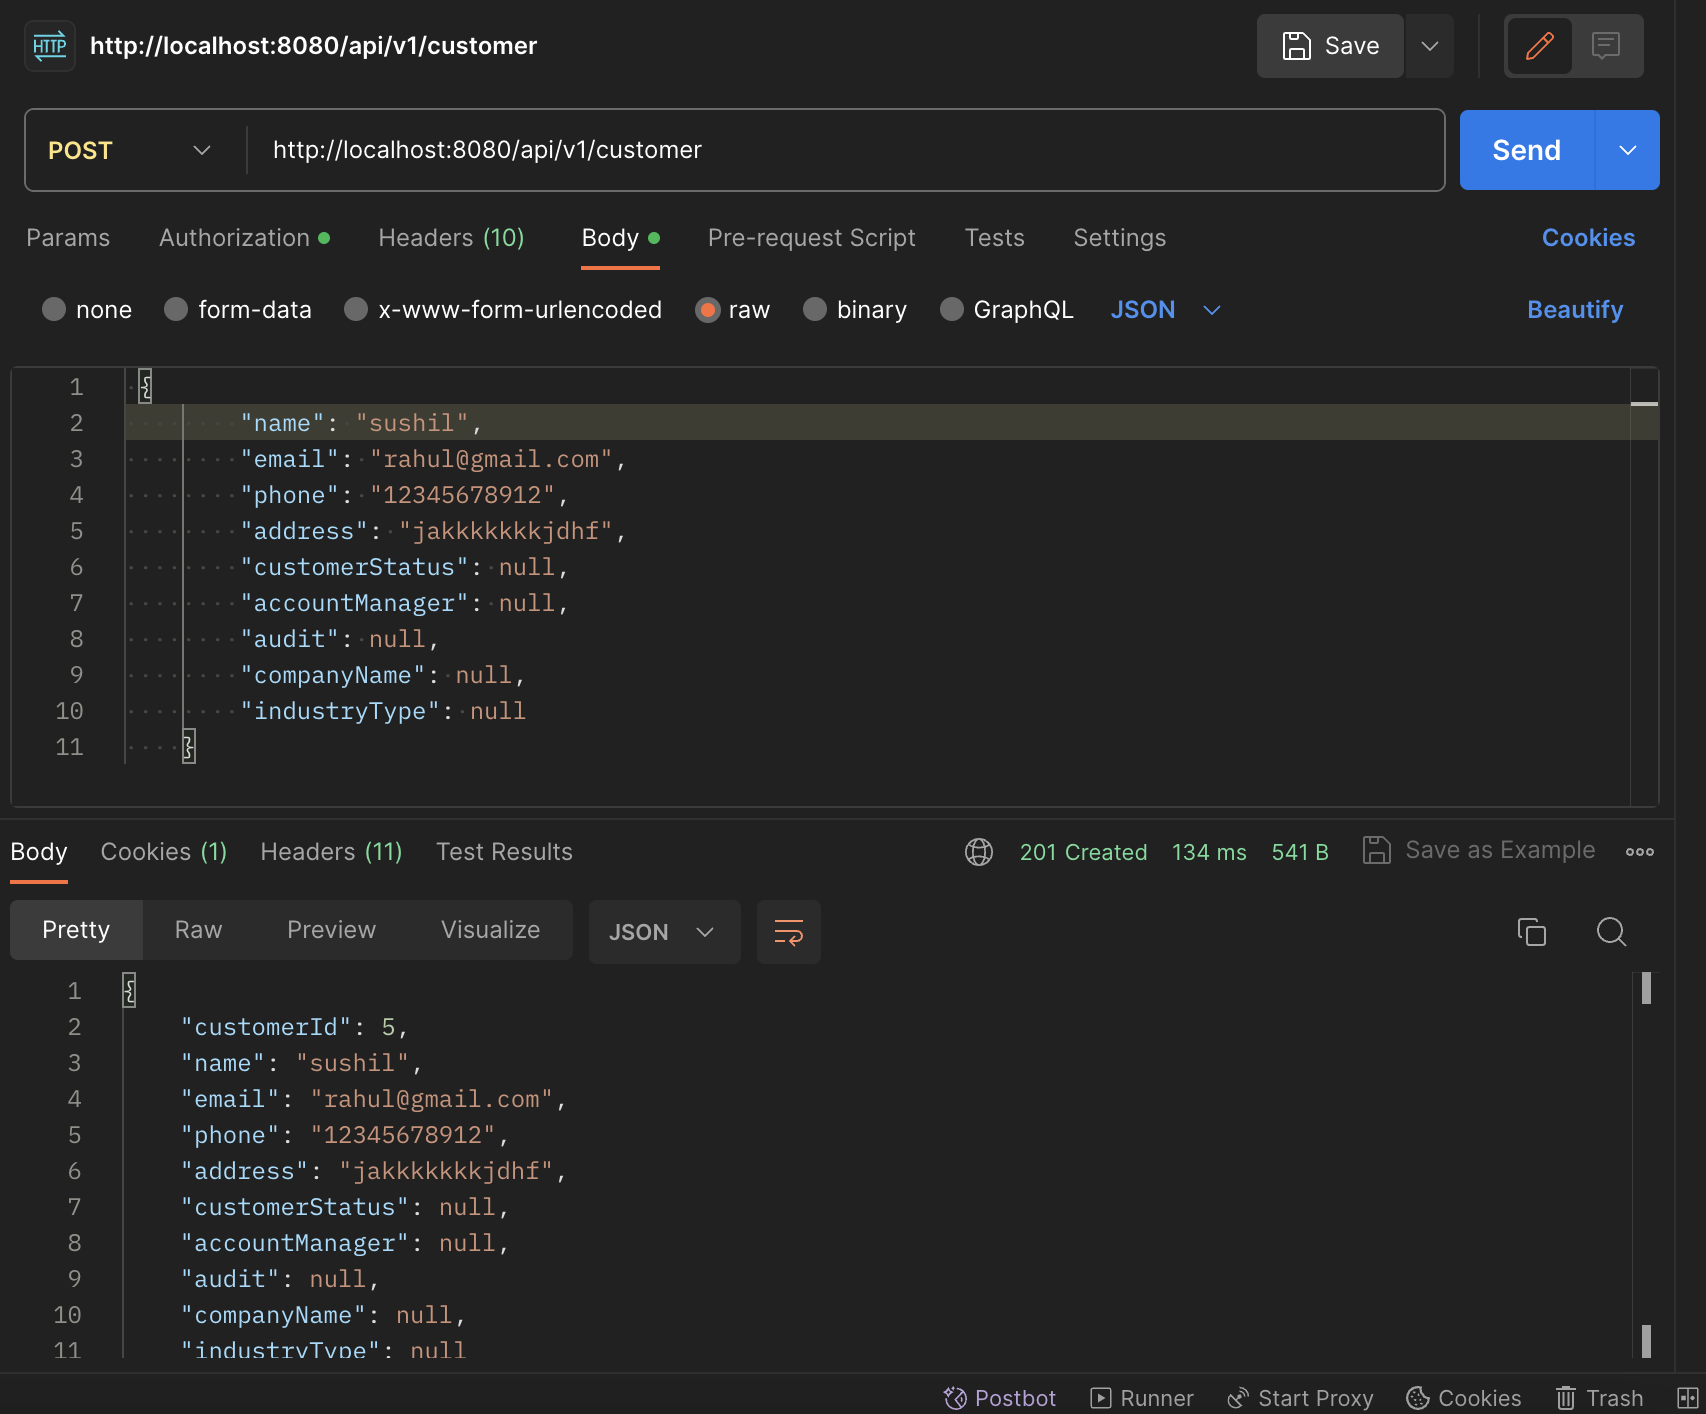 HTTP http://localhost:8080/api/v1/customer Save
POST http://localhost:8080/api/v1/customer Send
Params Authorization Headers (10) Body Pre-request Script Tests Settings Cookies
none form-data x-www-form-urlencoded raw binary GraphQL JSON Beautify
1 {
2 "name": "sushil",
3 "email": "rahul@gmail.com",
4 "phone": "12345678912",
5 "address": "jakkkkkkkjdhf",
6 "customerStatus": null,
7 "accountManager": null,
8 "audit": null,
9 "companyName": null,
10 "industryType": null
11 }
Body Cookies (1) Headers (11) Test Results 201 Created 134 ms 541 B Save as Example
Pretty Raw Preview Visualize JSON
1 {
2 "customerId": 5,
3 "name": "sushil",
4 "email": "rahul@gmail.com",
5 "phone": "12345678912",
6 "address": "jakkkkkkkjdhf",
7 "customerStatus": null,
8 "accountManager": null,
9 "audit": null,
10 "companyName": null,
11 "industryType": null
Postbot Runner Start Proxy Cookies Trash